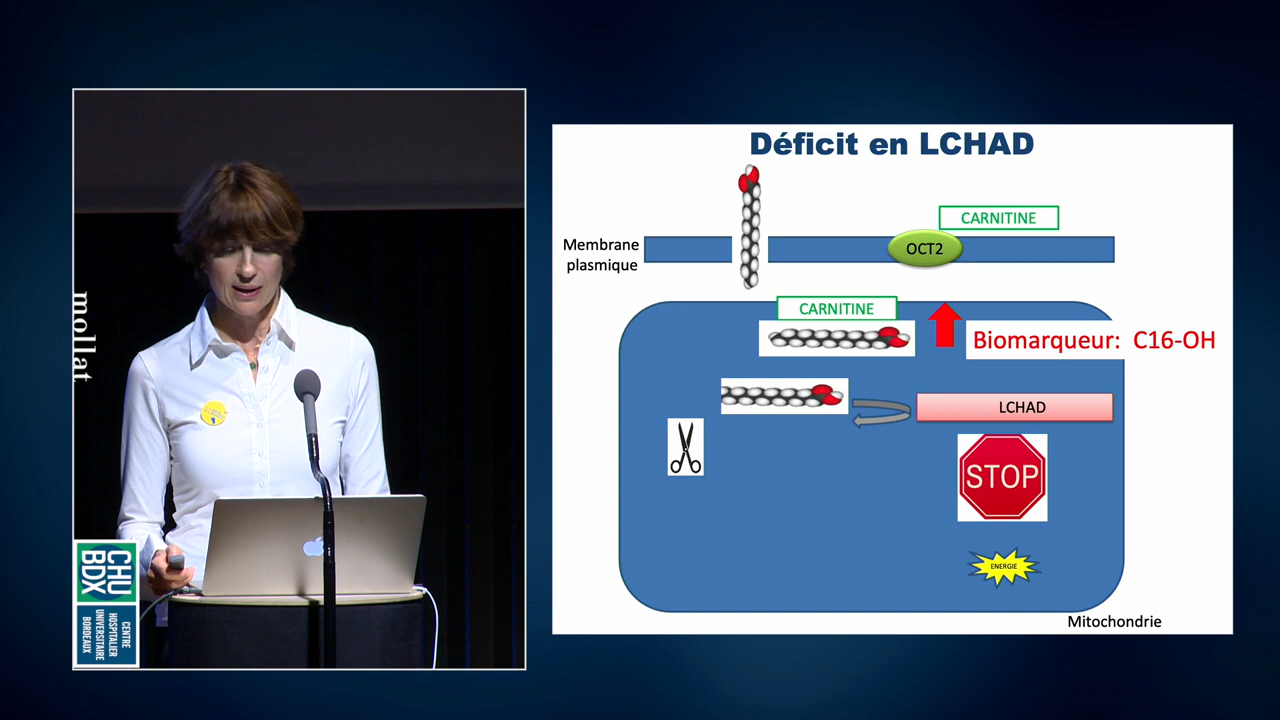 Déficit en LCHAD
CARNITINE
Membrane
plasmique
OCT2
CARNITINE
Biomarqueur: C16-OH
LCHAD
STOP
ENERGIE
Mitochondrie
mollat
CHU
BDX
CENTRE
HOSPITALIER
UNIVERSITAIRE
BORDEAUX